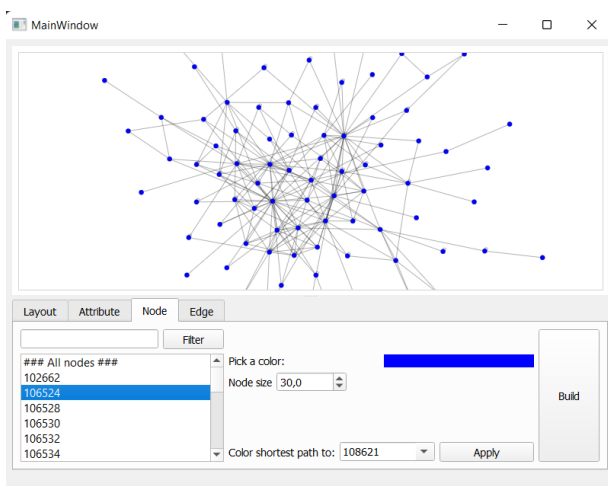 MainWindow
Layout Attribute Node Edge
Filter
### All nodes ###
102662
106524
106528
106530
106532
106534
Pick a color:
Node size 30,0
Color shortest path to: 108621 Apply
Build